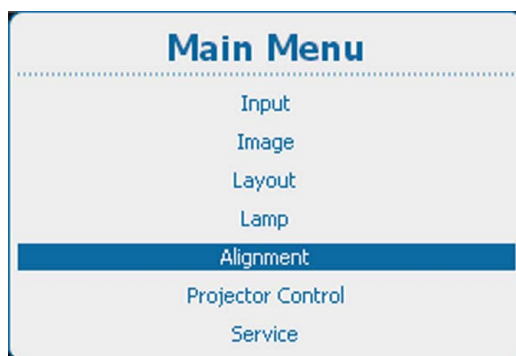 Main Menu
Input
Image
Layout
Lamp
Alignment
Projector Control
Service